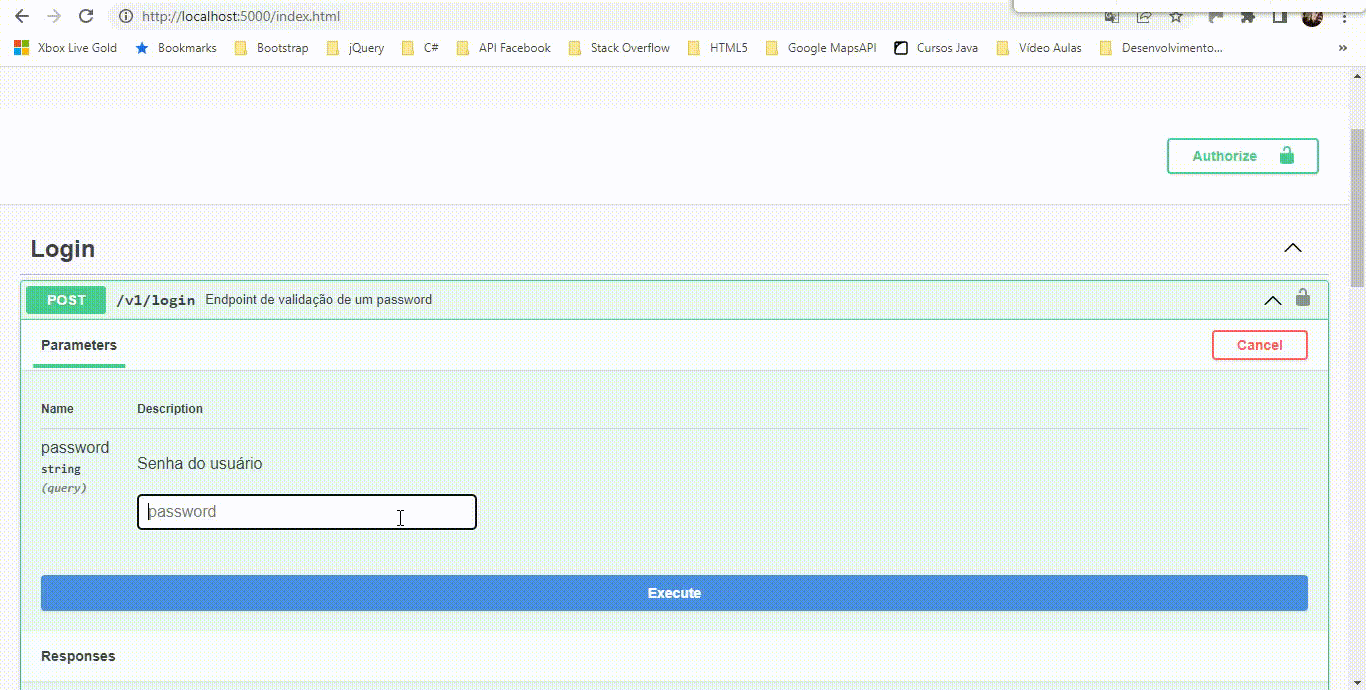 http://localhost:5000/index.html
Xbox Live Gold Bookmarks Bootstrap jQuery C# API Facebook Stack Overflow HTML5 Google MapsAPI Cursos Java Vídeo Aulas Desenvolvimento... »
Authorize
Login
POST /v1/login Endpoint de validação de um password
Parameters Cancel
Name Description
password
string
(query)
Senha do usuário
password
Execute
Responses